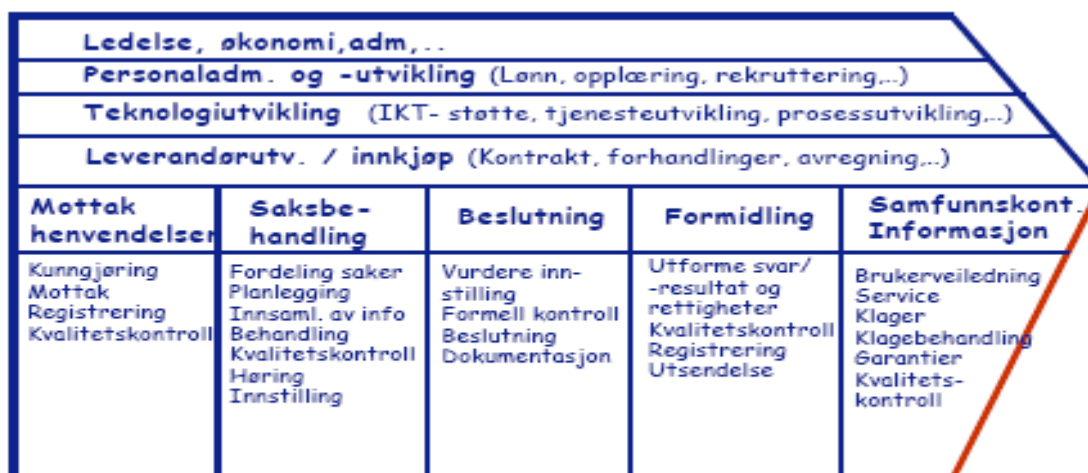 Ledelse, økonomi,adm,..
Personaladm. og -utvikling (Lønn, opplæring, rekruttering,..)
Teknologiutvikling (IKT- støtte, tjenesteutvikling, prosessutvikling,..)
Leverandørutv. / innkjøp (Kontrakt, forhandlinger, avregning,..)
Mottak
henvendelser
Kunngjøring
Mottak
Registrering
Kvalitetskontroll
Saksbe-
handling
Fordeling saker
Planlegging
Innsaml. av info
Behandling
Kvalitetskontroll
Høring
Innstilling
Beslutning
Vurdere inn-
stilling
Formell kontroll
Beslutning
Dokumentasjon
Formidling
Utforme svar/
-resultat og
rettigheter
Kvalitetskontroll
Registrering
Utsendelse
Samfunnskont.
Informasjon
Brukerveiledning
Service
Klager
Klagebehandling
Garantier
Kvalitets-
kontroll